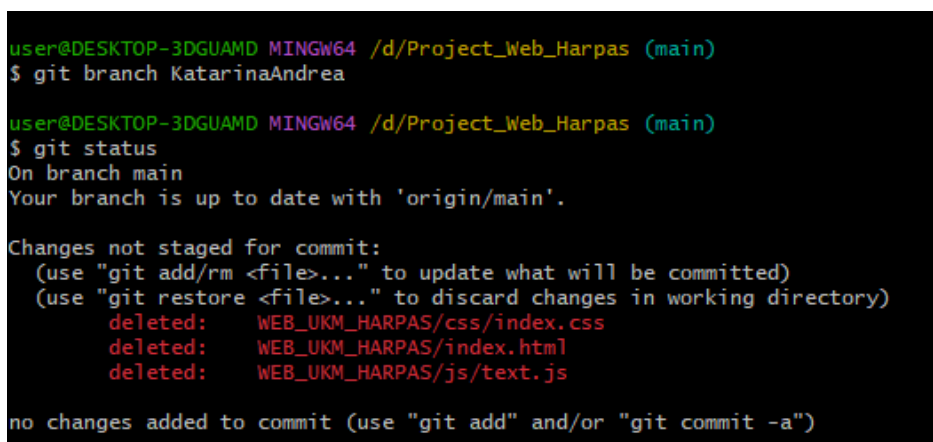 user@DESKTOP-3DGUAMD MINGW64 /d/Project_Web_Harpas (main)
$ git branch KatarinaAndrea
user@DESKTOP-3DGUAMD MINGW64 /d/Project_Web_Harpas (main)
$ git status
On branch main
Your branch is up to date with 'origin/main'.
Changes not staged for commit:
  (use "git add/rm <file>..." to update what will be committed)
  (use "git restore <file>..." to discard changes in working directory)
        deleted:    WEB_UKM_HARPAS/css/index.css
        deleted:    WEB_UKM_HARPAS/index.html
        deleted:    WEB_UKM_HARPAS/js/text.js
no changes added to commit (use "git add" and/or "git commit -a")